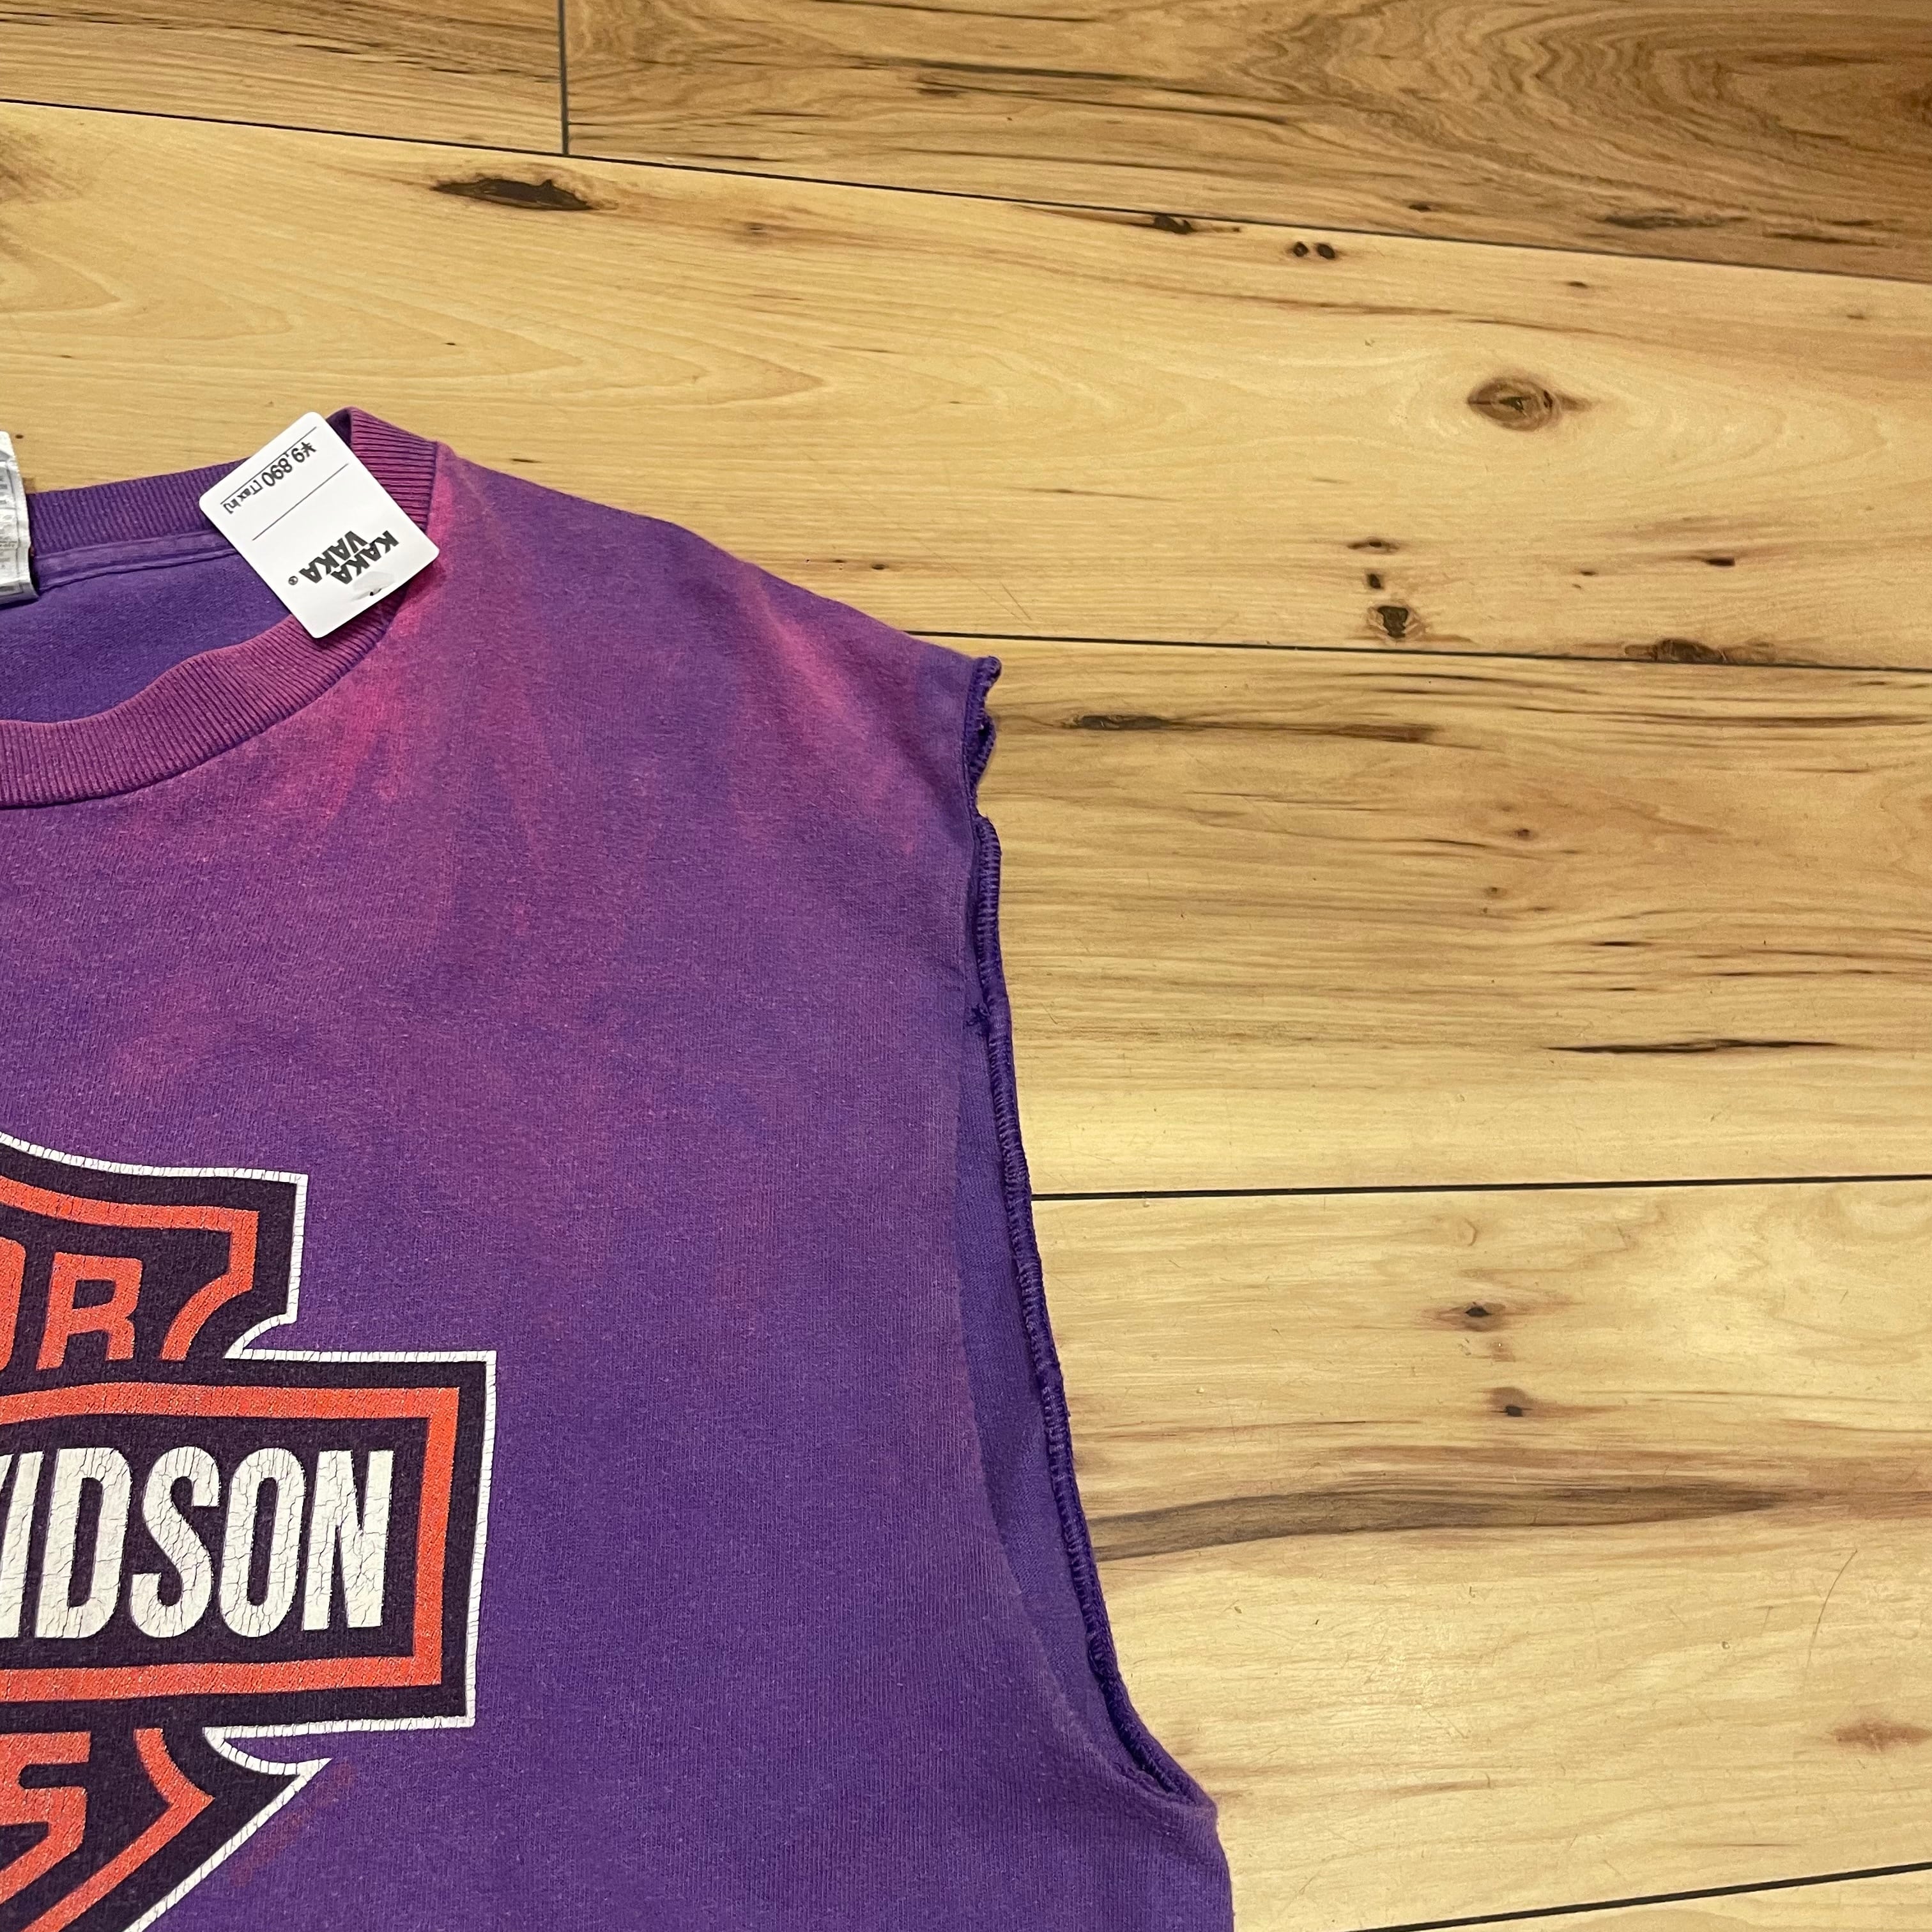 ¥9,890 [Tax in]
KAKA
VAKA®
OR
VIDSON
S